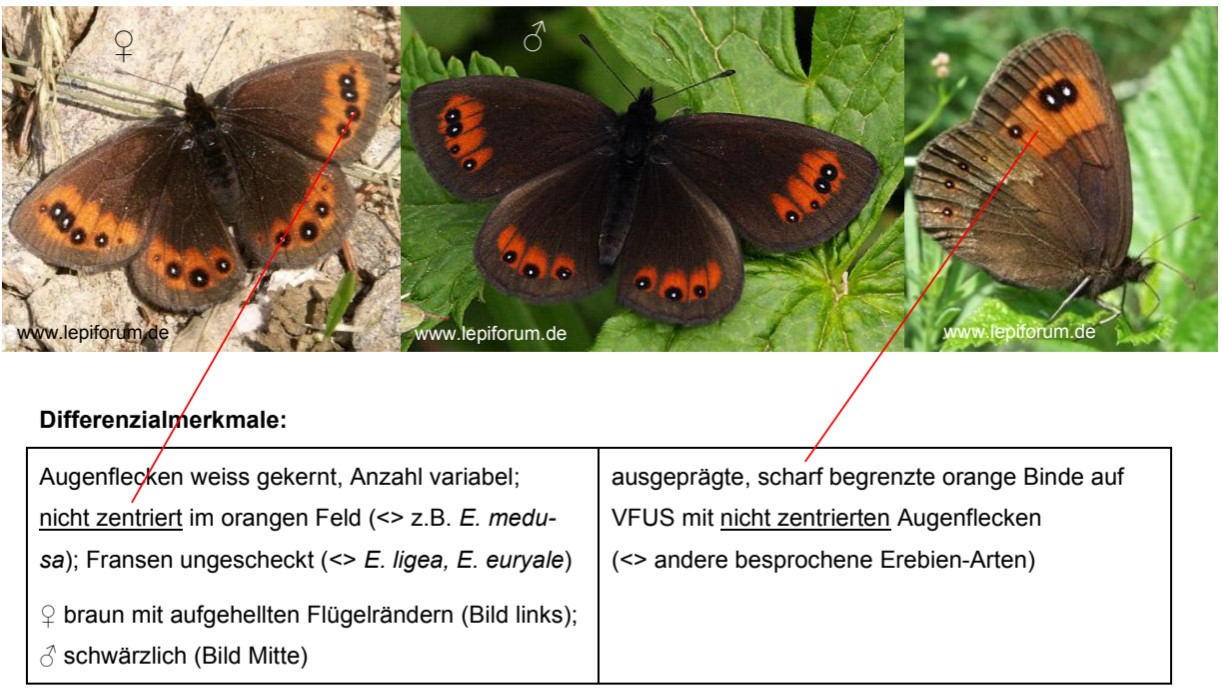 ♀
♂
www.lepiforum.de
www.lepiforum.de
www.lepiforum.de
Differenzialmerkmale:
Augenflecken weiss gekernt, Anzahl variabel;
nicht zentriert im orangen Feld (<> z.B. E. medu-
sa); Fransen ungescheckt (<> E. ligea, E. euryale)
♀ braun mit aufgehellten Flügelrändern (Bild links);
♂ schwärzlich (Bild Mitte)
ausgeprägte, scharf begrenzte orange Binde auf
VFUS mit nicht zentrierten Augenflecken
(<> andere besprochene Erebien-Arten)